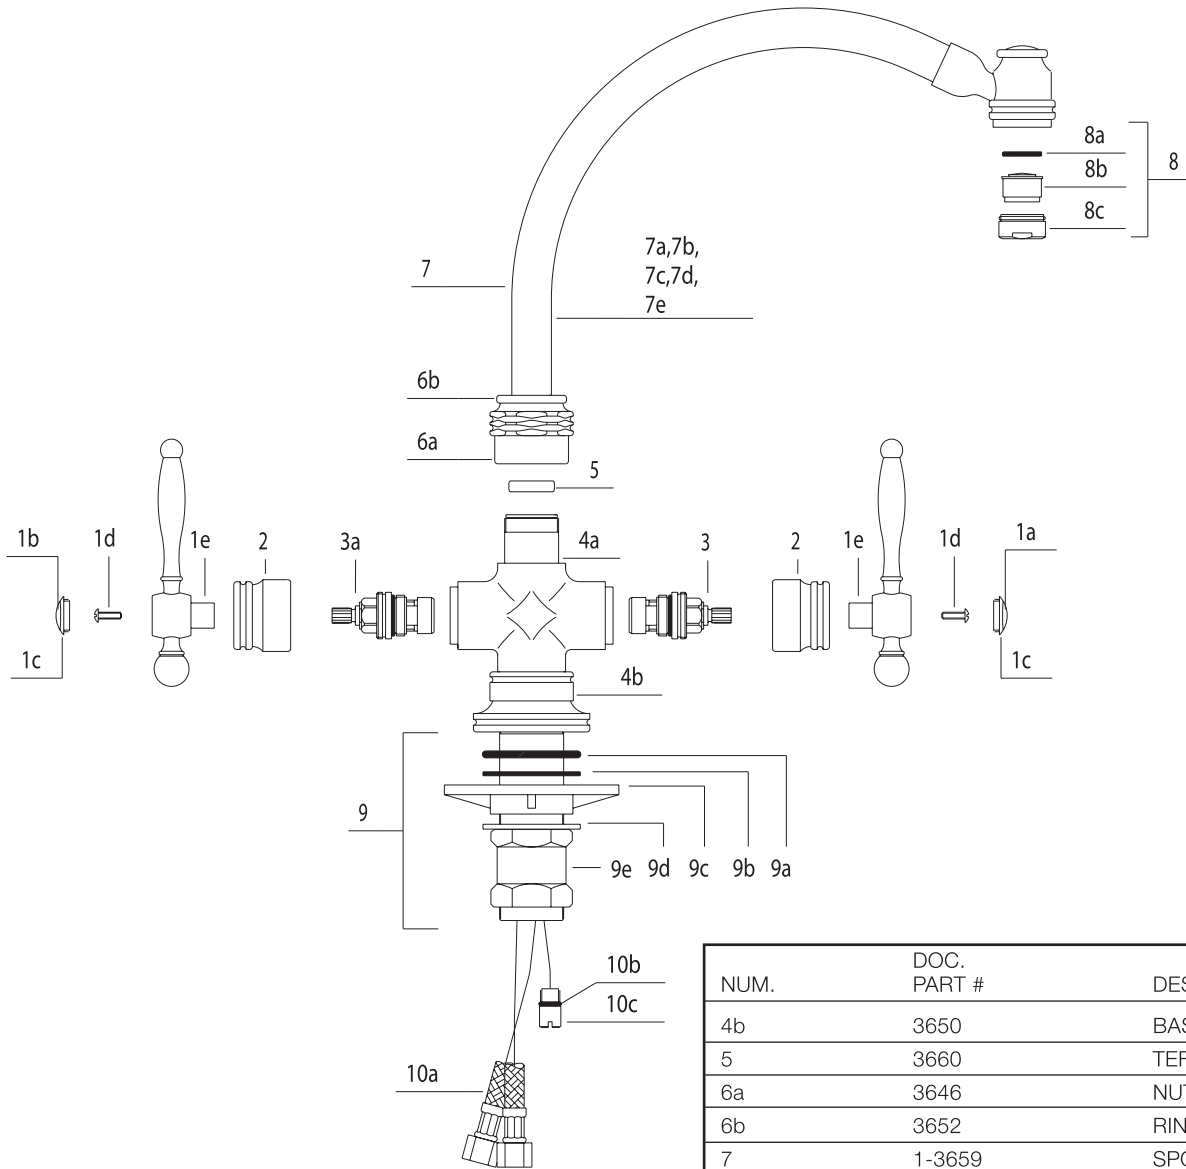 8a
8
8b
8c
7a,7b,
7
7c,7d,
7e
6b
6a
5
1b
1d
1e
2
3a
4a
3
2
1e
1d
1a
1c
4b
1c
9
9e
9d
9c
9b
9a
10b
10c
10a
DOC.
NUM. PART #
4b 3650
5 3660
6a 3646
6b 3652
7 1-3659